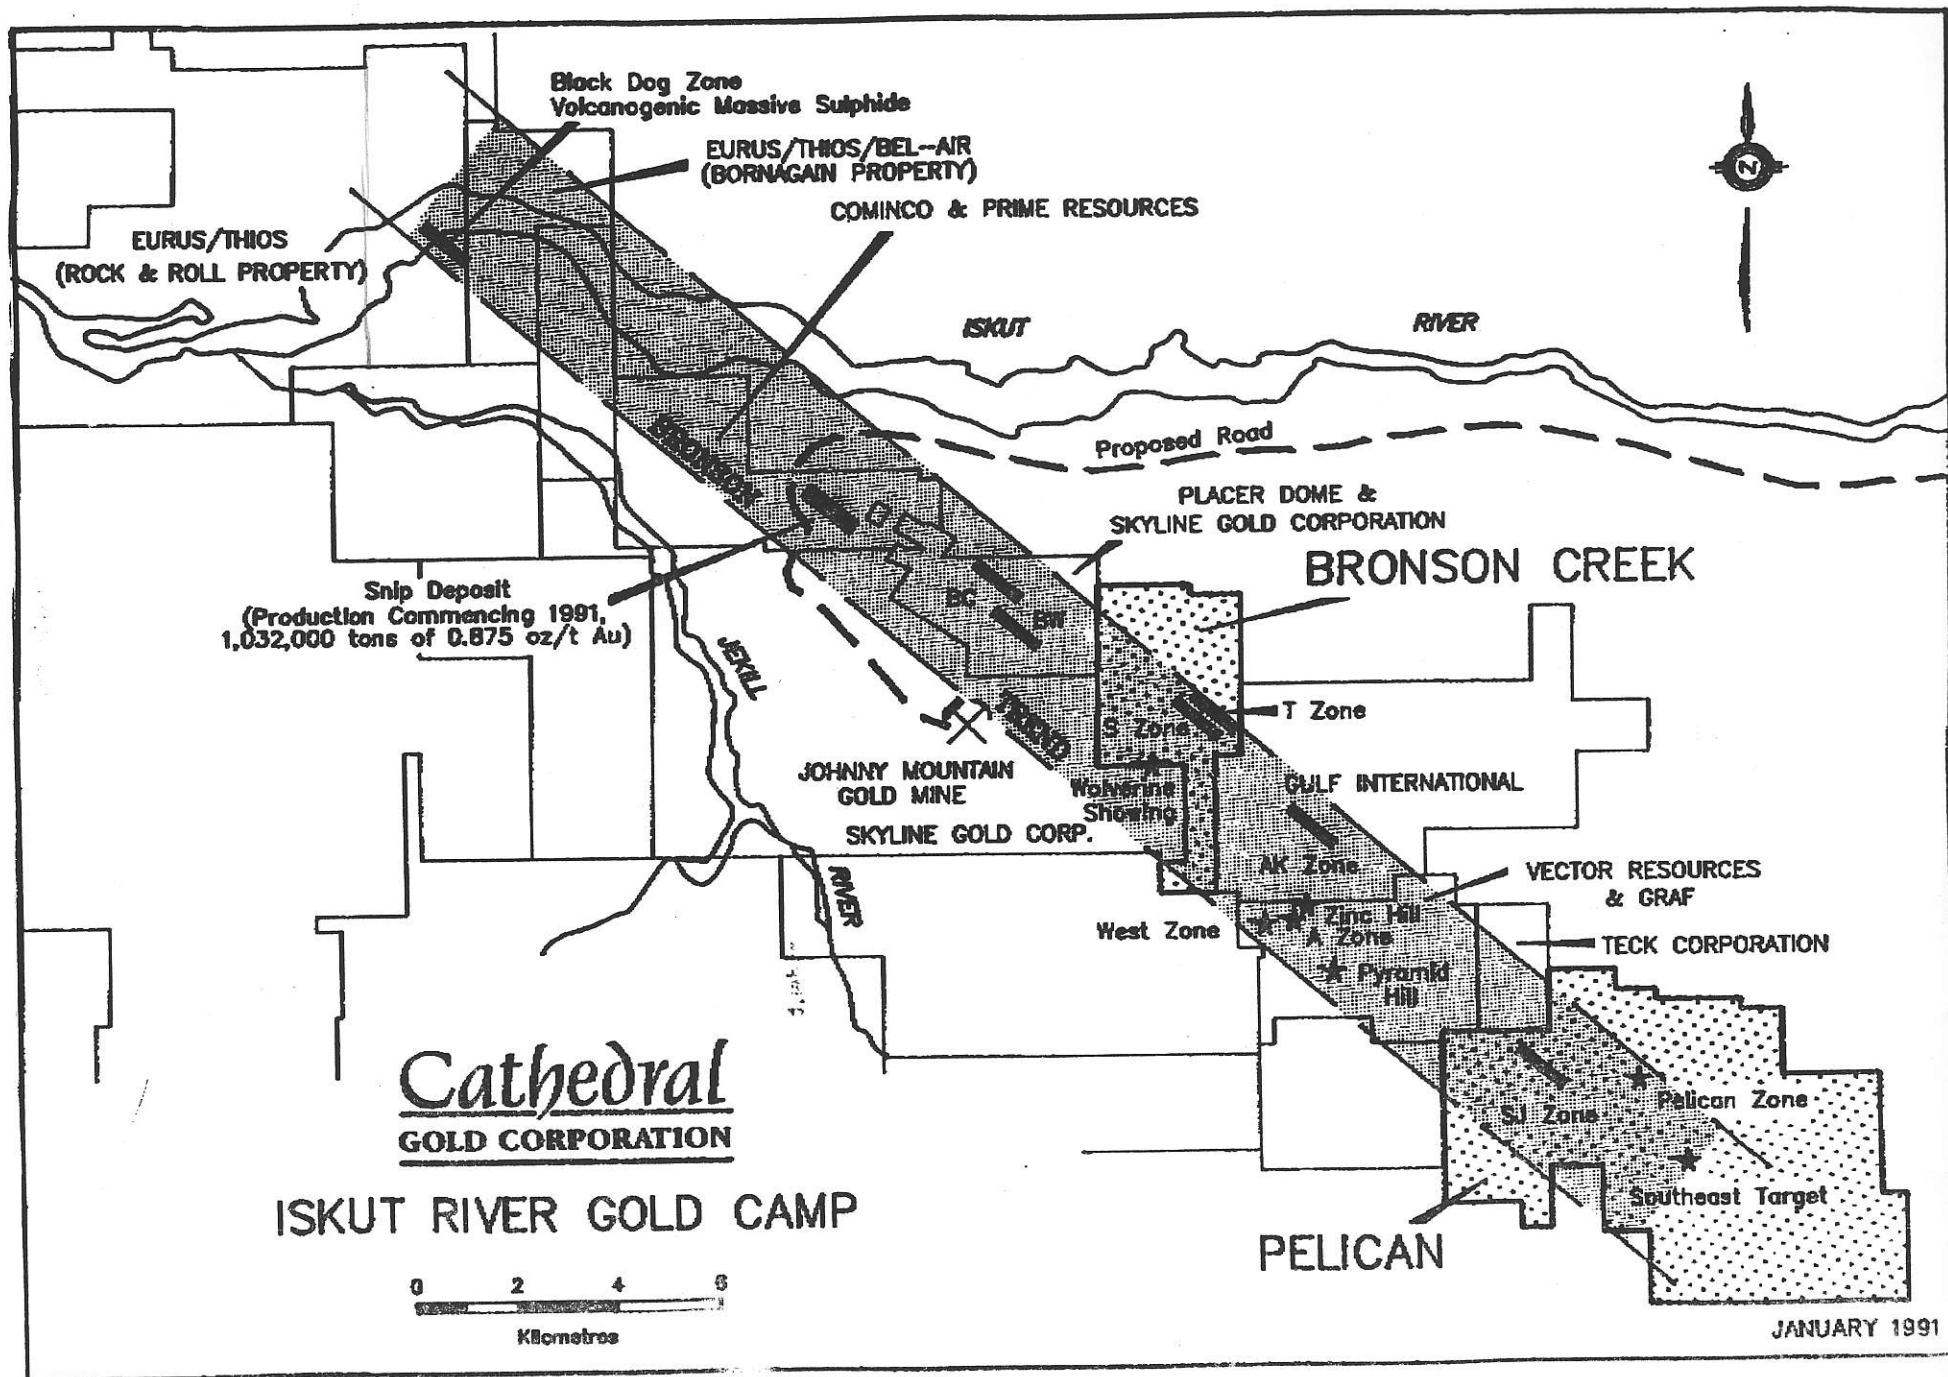 Black Dog Zone
Volcanogenic Massive Sulphide
EURUS/THIOS/BEL-AIR
(BORNAGAIN PROPERTY)
COMINCO & PRIME RESOURCES
EURUS/THIOS
(ROCK & ROLL PROPERTY)
N
ISKUT RIVER
Proposed Road
BRONSON
PLACER DOME &
SKYLINE GOLD CORPORATION
BRONSON CREEK
Snip Deposit
(Production Commencing 1991,
1,032,000 tons of 0.875 oz/t Au)
BC
BW
JEKILL
TREND
T Zone
S Zone
JOHNNY MOUNTAIN
GOLD MINE
Wolverine
Showing
GULF INTERNATIONAL
SKYLINE GOLD CORP.
AK Zone
VECTOR RESOURCES
& GRAF
RIVER
West Zone
Zinc Hill
A Zone
TECK CORPORATION
Pyramid
Hill
Cathedral
GOLD CORPORATION
SJ Zone
Pelican Zone
Southeast Target
ISKUT RIVER GOLD CAMP
PELICAN
0 2 4 6
Kilometres
JANUARY 1991